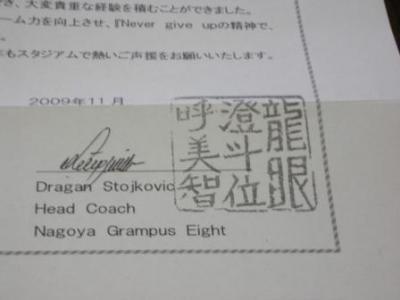 き、大変貴重な経験を積むことができました。
ーム力を向上させ、『Never give upの精神で、
もスタジアムで熱いご声援をお願いいたします。
2009年11月
Dragan Stojkovic
Head Coach
Nagoya Grampus Eight
龍眼
澄斗位
呼美智